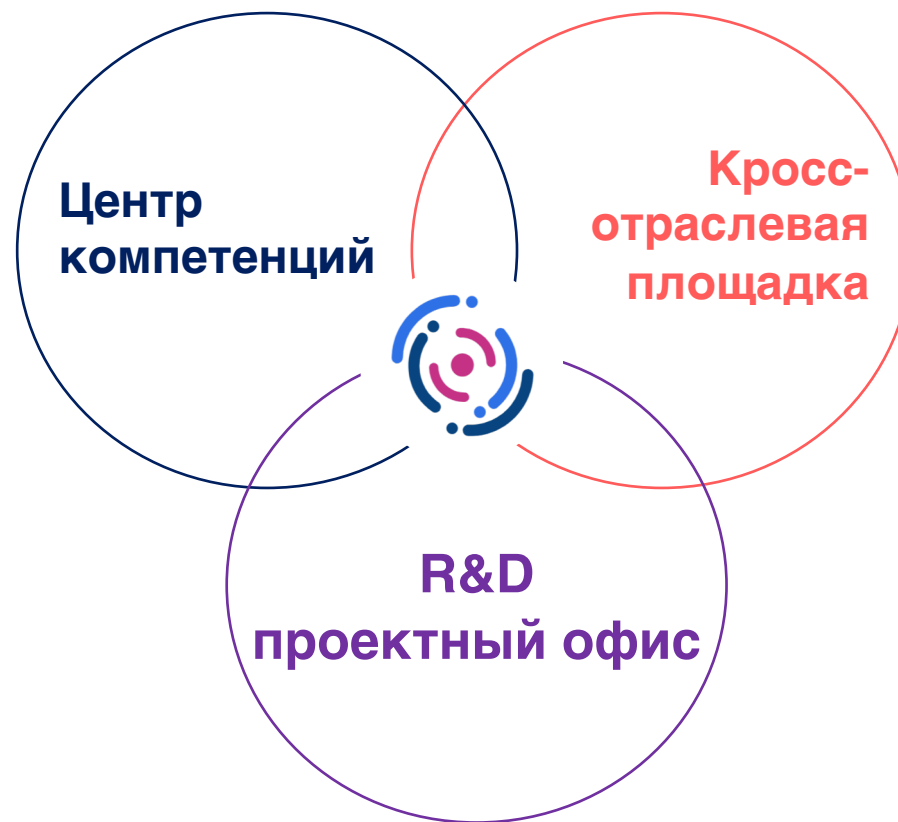 Центр
компетенций
Кросс-
отраслевая
площадка
R&D
проектный офис